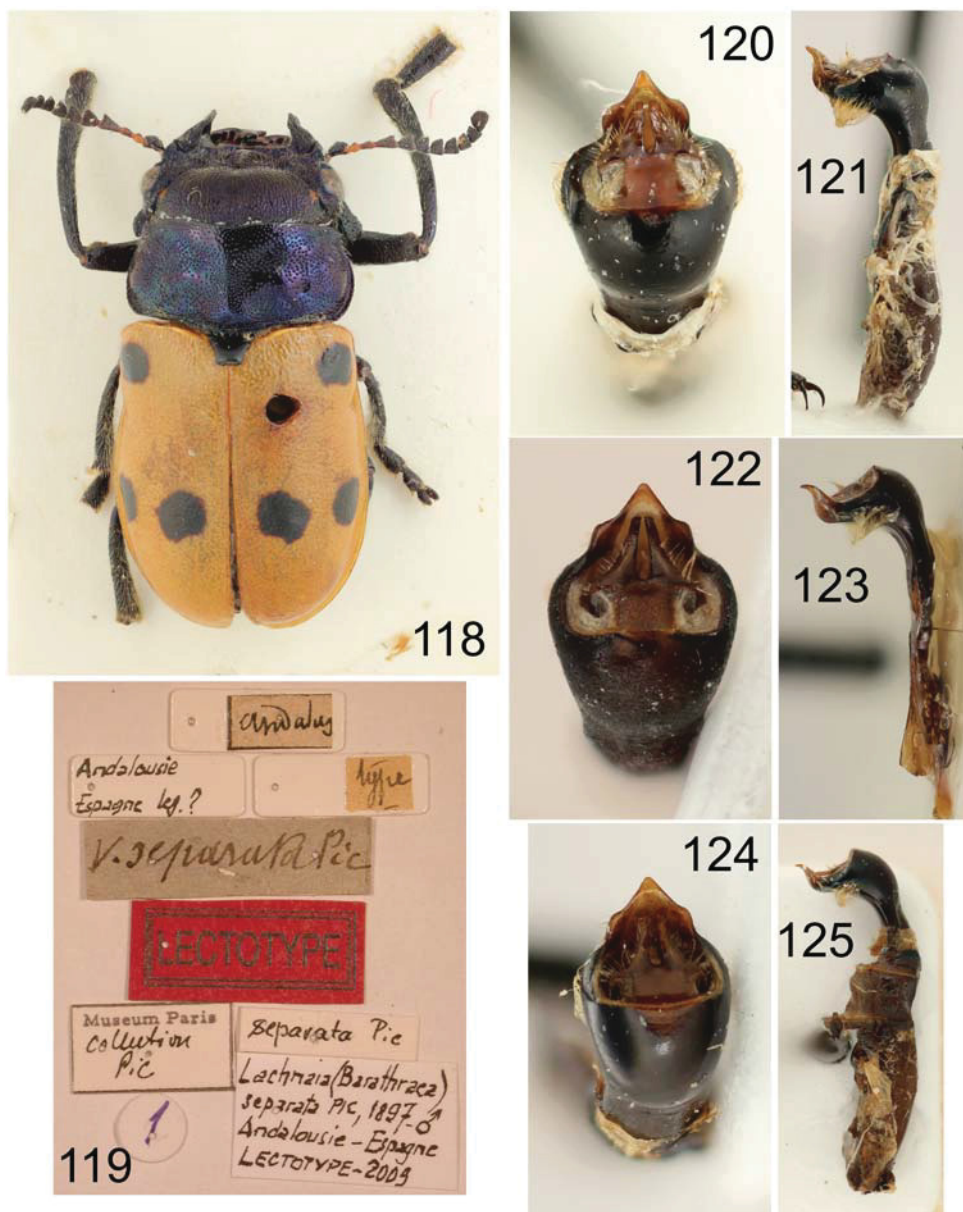 118
120
121
122
123
124
125
andalus
Andalousie
Espagne leg.?
type
v. separata Pic
LECTOTYPE
Museum Paris
collection
Pic
separata Pic
Lachnaia (Barathraea)
separata Pic, 1897-♂
Andalousie - Espagne
LECTOTYPE-2009
1
119